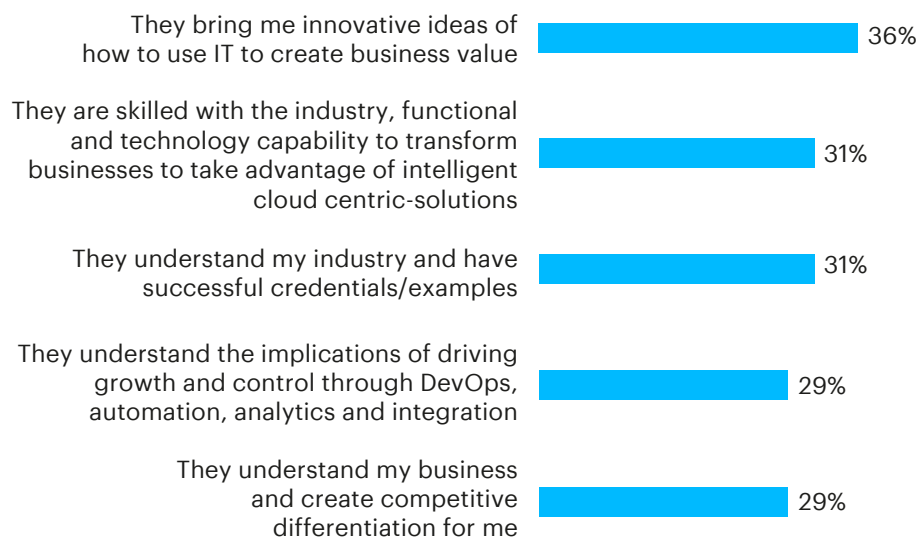 They bring me innovative ideas of
how to use IT to create business value
36%
They are skilled with the industry, functional
and technology capability to transform
businesses to take advantage of intelligent
cloud centric-solutions
31%
They understand my industry and have
successful credentials/examples
31%
They understand the implications of driving
growth and control through DevOps,
automation, analytics and integration
29%
They understand my business
and create competitive
differentiation for me
29%